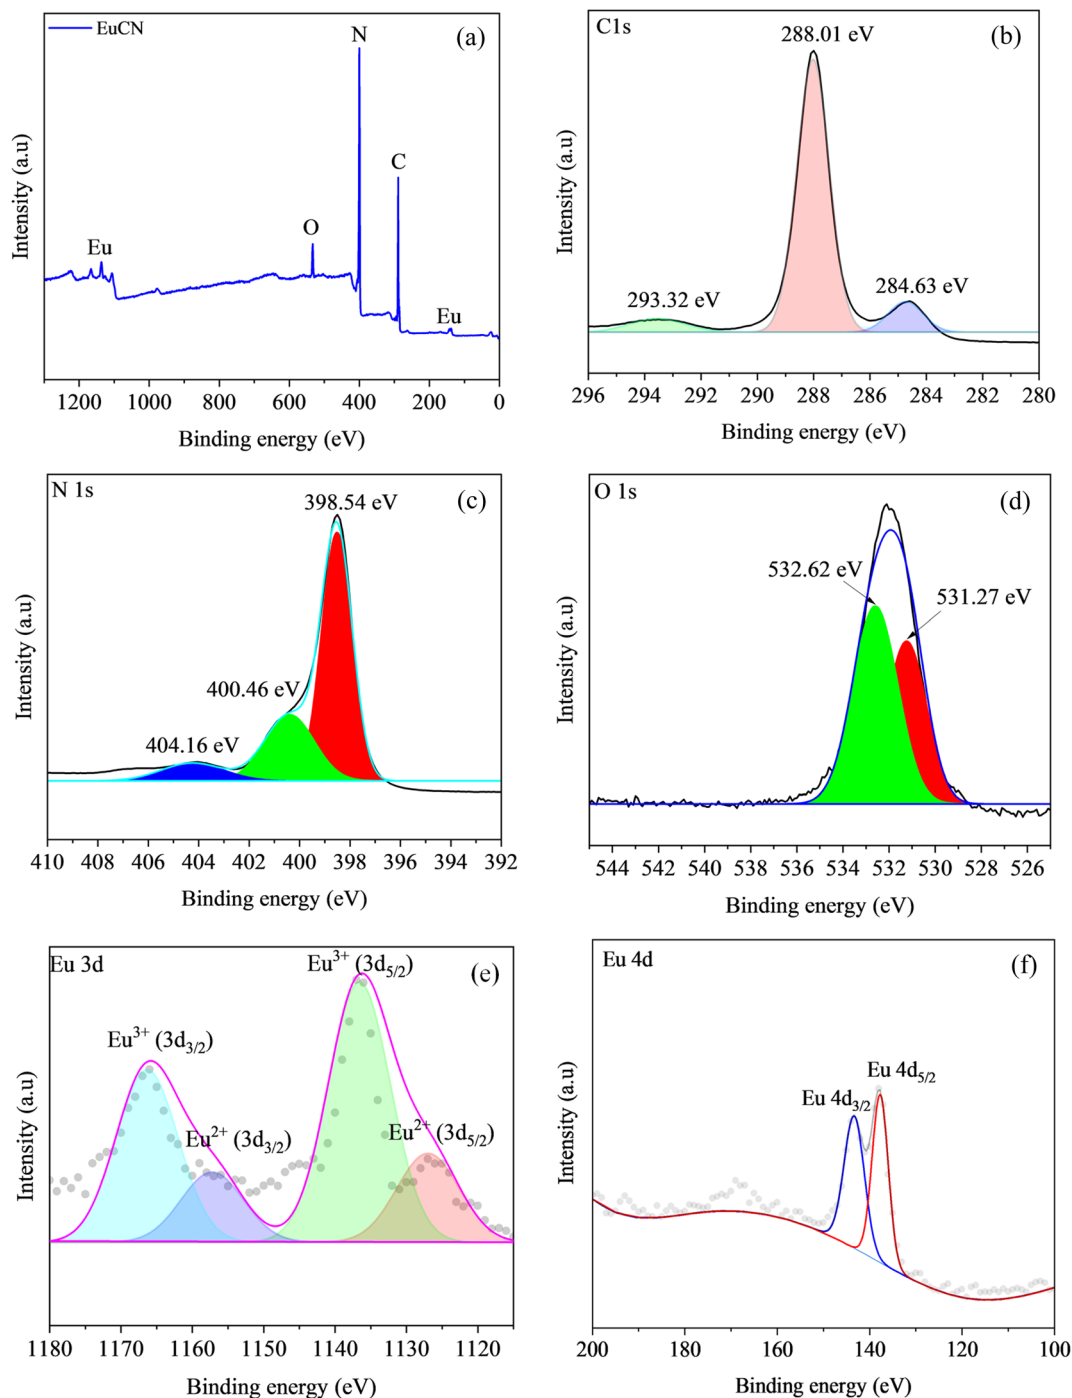 EuCN
(a)
N
C
O
Eu
Eu
Intensity (a.u)
1200 1000 800 600 400 200 0
Binding energy (eV)
C1s
(b)
288.01 eV
293.32 eV
284.63 eV
Intensity (a.u)
296 294 292 290 288 286 284 282 280
Binding energy (eV)
N 1s
(c)
398.54 eV
400.46 eV
404.16 eV
Intensity (a.u)
410 408 406 404 402 400 398 396 394 392
Binding energy (eV)
O 1s
(d)
532.62 eV
531.27 eV
Intensity (a.u)
544 542 540 538 536 534 532 530 528 526
Binding energy (eV)
Eu 3d
(e)
Eu³⁺ (3d₅/₂)
Eu³⁺ (3d₃/₂)
Eu²⁺ (3d₃/₂)
Eu²⁺ (3d₅/₂)
Intensity (a.u)
1180 1170 1160 1150 1140 1130 1120
Binding energy (eV)
Eu 4d
(f)
Eu 4d₅/₂
Eu 4d₃/₂
Intensity (a.u)
200 180 160 140 120 100
Binding energy (eV)